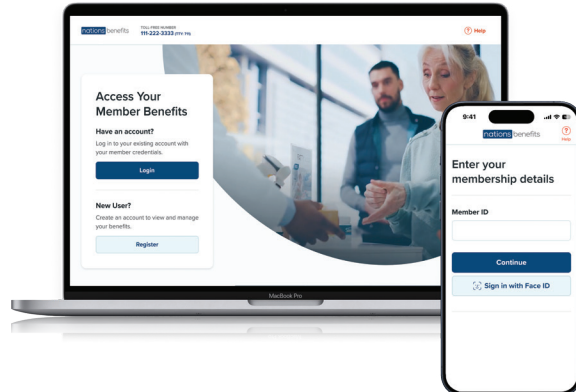 nations benefits
TOLL FREE NUMBER
111-222-3333 (TTY: 711)
? Help
Access Your
Member Benefits
Have an account?
Log in to your existing account with
your member credentials.
Login
New User?
Create an account to view and manage
your benefits.
Register
MacBook Pro
9:41
nations benefits
?
Help
Enter your
membership details
Member ID
Continue
Sign in with Face ID